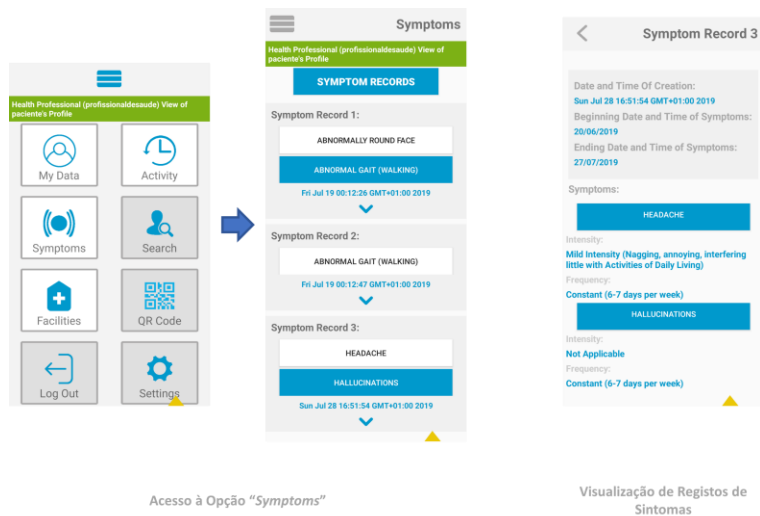 Health Professional (profissionaldesaude) View of
paciente's Profile
My Data
Activity
Symptoms
Search
Facilities
QR Code
Log Out
Settings
Symptoms
Health Professional (profissionaldesaude) View of
paciente's Profile
SYMPTOM RECORDS
Symptom Record 1:
ABNORMALLY ROUND FACE
ABNORMAL GAIT (WALKING)
Fri Jul 19 00:12:26 GMT+01:00 2019
Symptom Record 2:
ABNORMAL GAIT (WALKING)
Fri Jul 19 00:12:47 GMT+01:00 2019
Symptom Record 3:
HEADACHE
HALLUCINATIONS
Sun Jul 28 16:51:54 GMT+01:00 2019
Symptom Record 3
Date and Time Of Creation:
Sun Jul 28 16:51:54 GMT+01:00 2019
Beginning Date and Time of Symptoms:
20/06/2019
Ending Date and Time of Symptoms:
27/07/2019
Symptoms:
HEADACHE
Intensity:
Mild Intensity (Nagging, annoying, interfering
little with Activities of Daily Living)
Frequency:
Constant (6-7 days per week)
HALLUCINATIONS
Intensity:
Not Applicable
Frequency:
Constant (6-7 days per week)
Acesso à Opção “Symptoms”
Visualização de Registos de
Sintomas